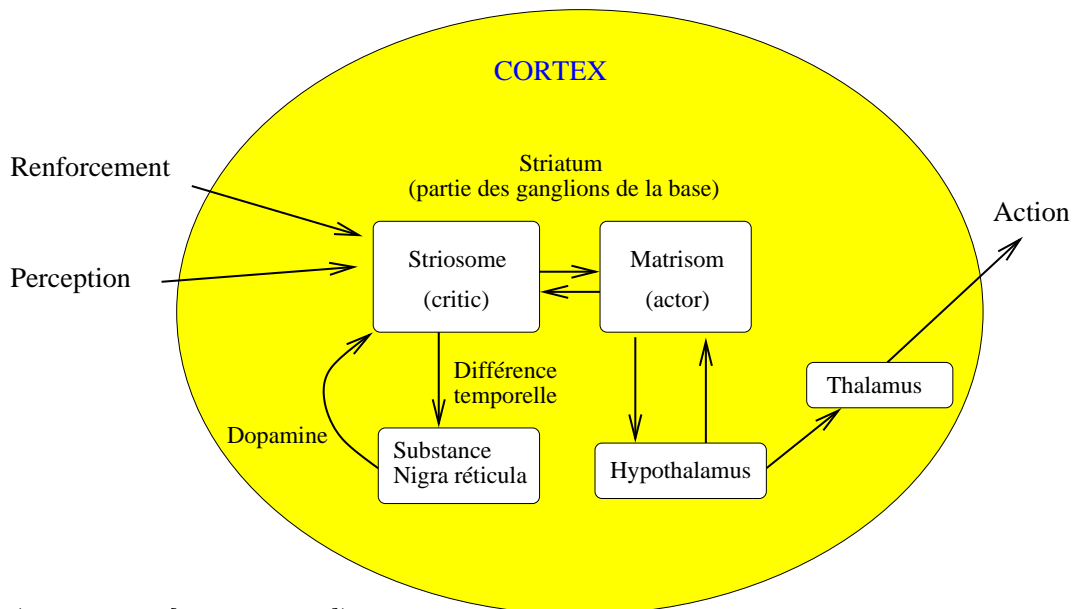 CORTEX
Renforcement
Striatum
(partie des ganglions de la base)
Action
Perception
Striosome
(critic)
Matrisom
(actor)
Différence
temporelle
Thalamus
Dopamine
Substance
Nigra réticula
Hypothalamus